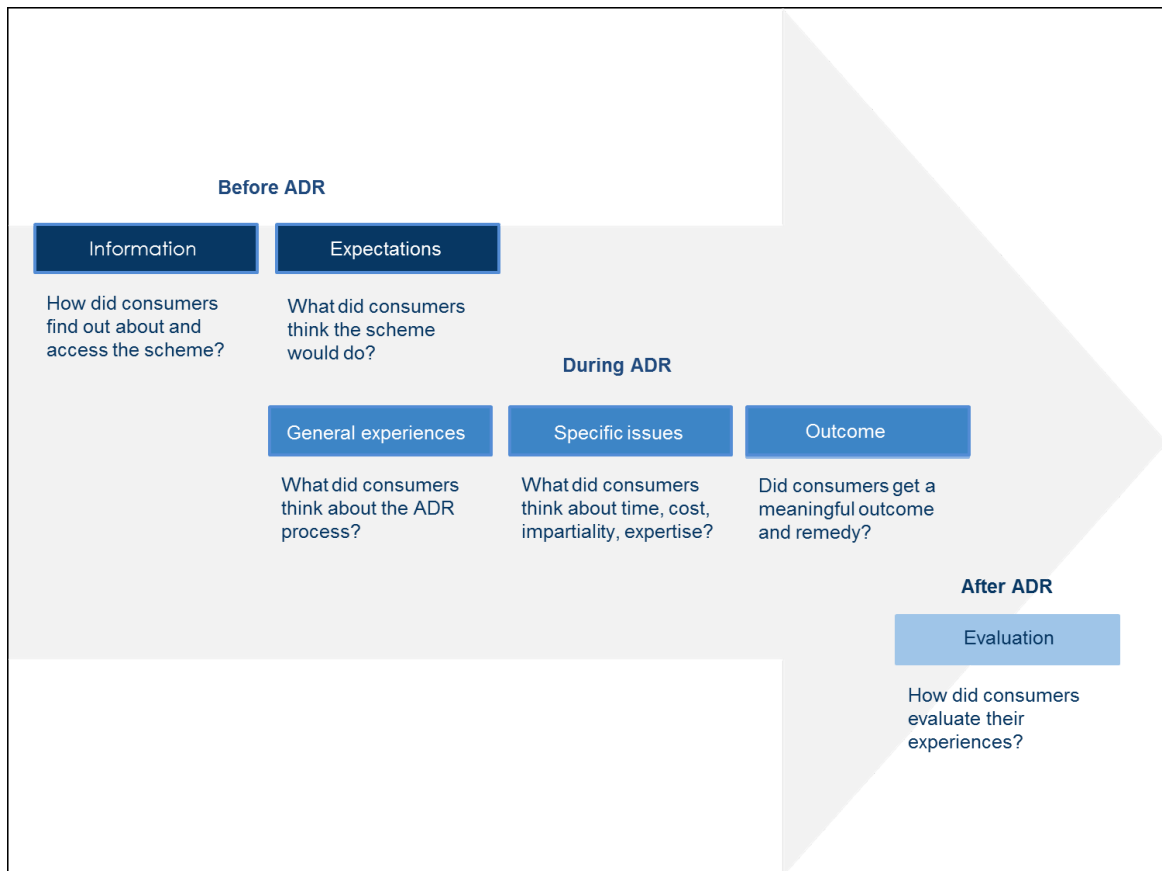 Before ADR
Information
Expectations
How did consumers
find out about and
access the scheme?
What did consumers
think the scheme
would do?
During ADR
General experiences
Specific issues
Outcome
What did consumers
think about the ADR
process?
What did consumers
think about time, cost,
impartiality, expertise?
Did consumers get a
meaningful outcome
and remedy?
After ADR
Evaluation
How did consumers
evaluate their
experiences?